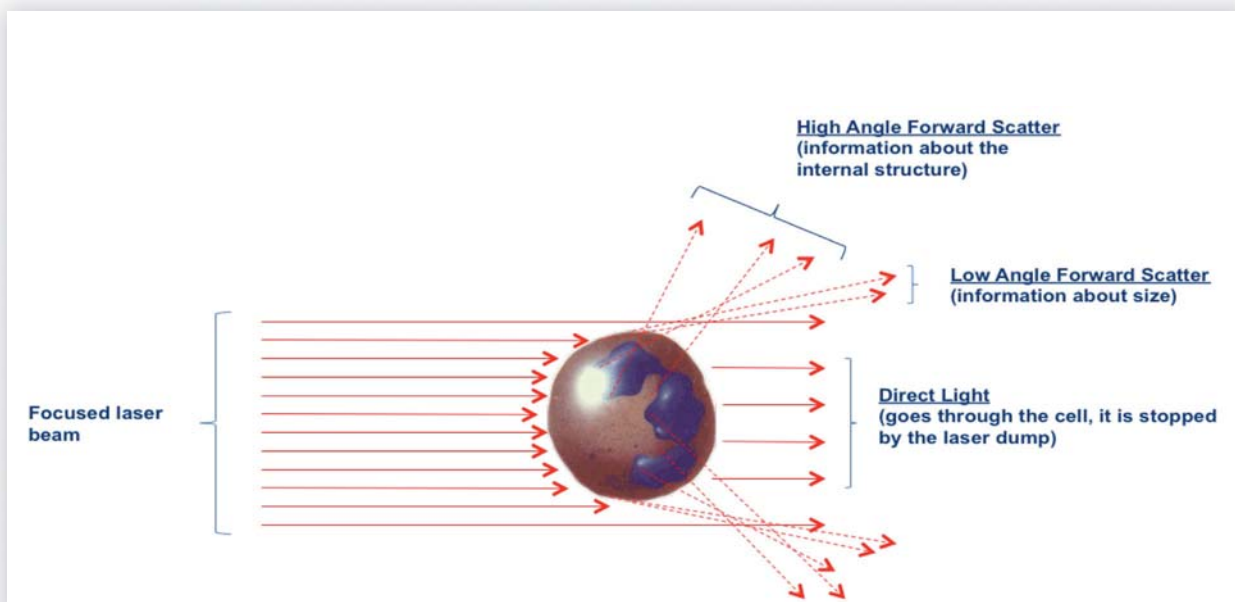 High Angle Forward Scatter
(information about the
internal structure)
Low Angle Forward Scatter
(information about size)
Focused laser
beam
Direct Light
(goes through the cell, it is stopped
by the laser dump)